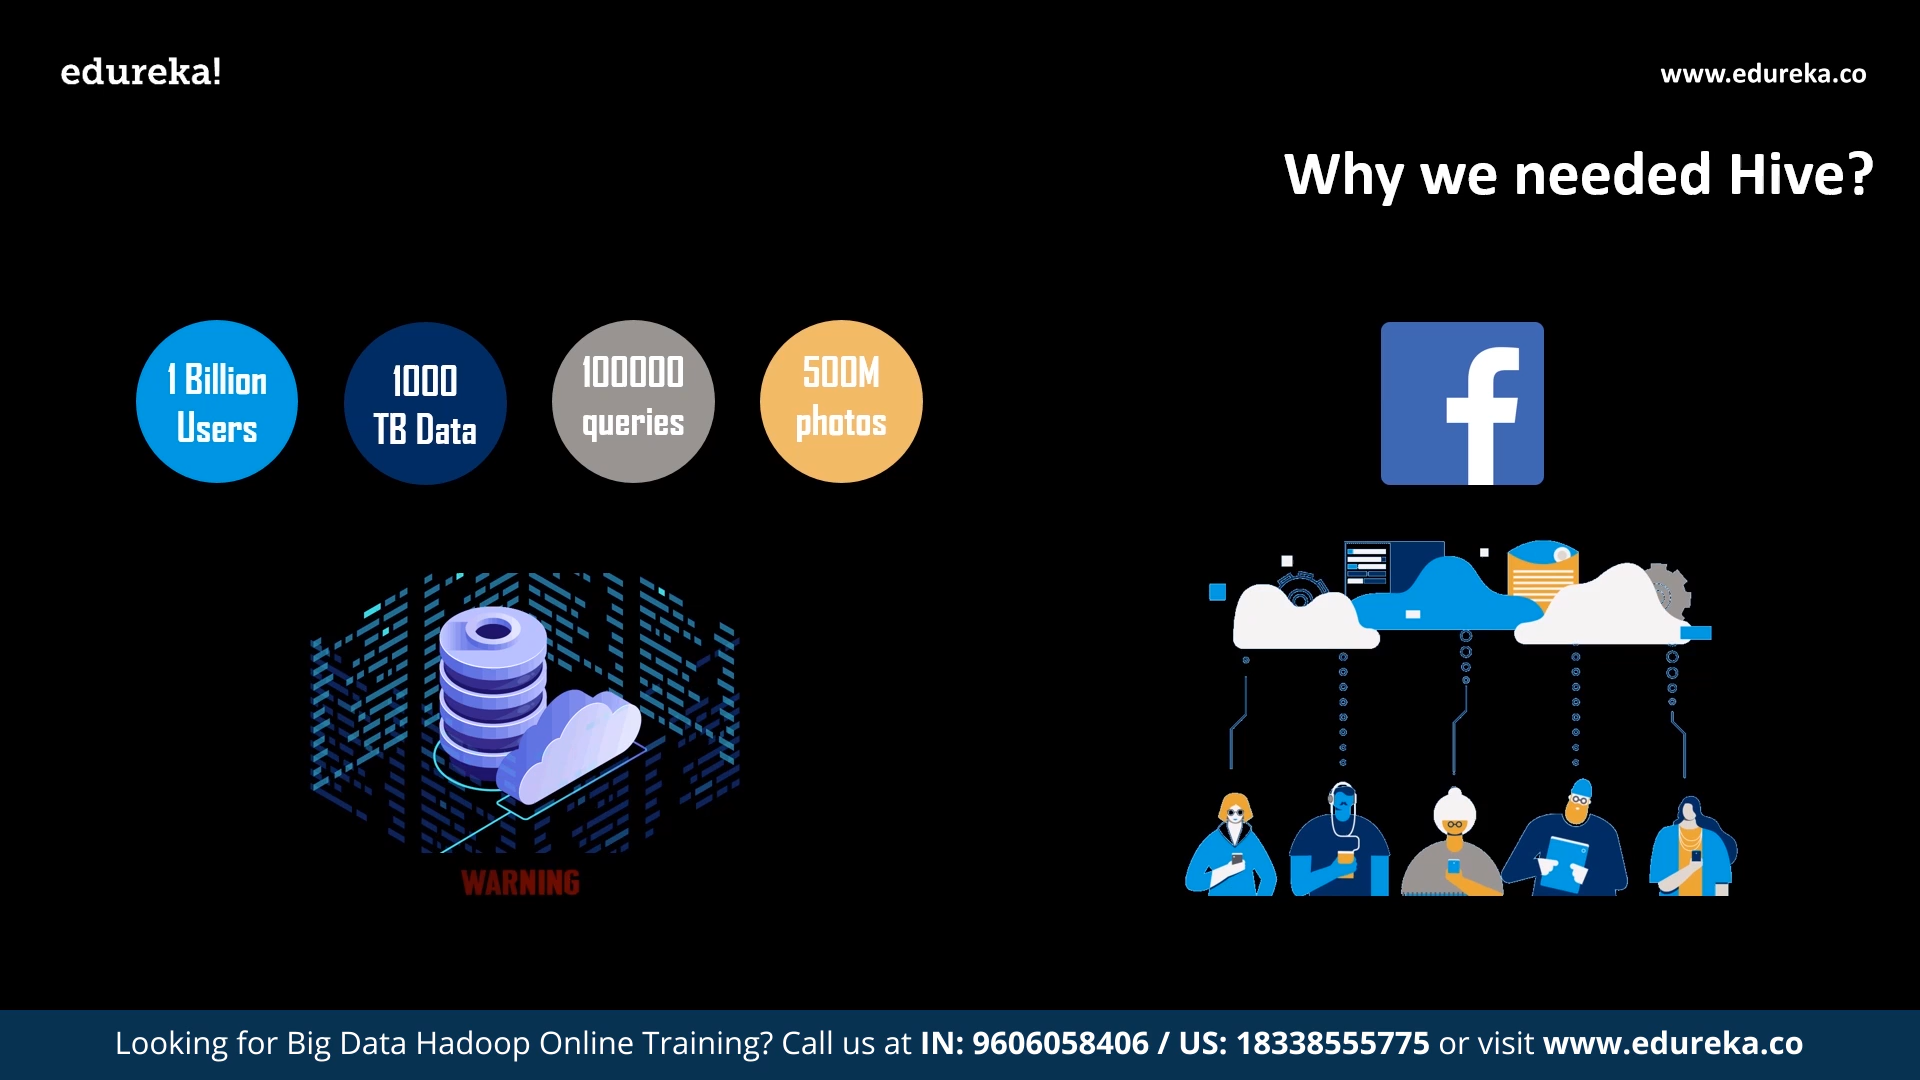 edureka!
www.edureka.co
Why we needed Hive?
1 Billion
Users
1000
TB Data
100000
queries
500M
photos
WARNING
Looking for Big Data Hadoop Online Training? Call us at IN: 9606058406 / US: 18338555775 or visit www.edureka.co